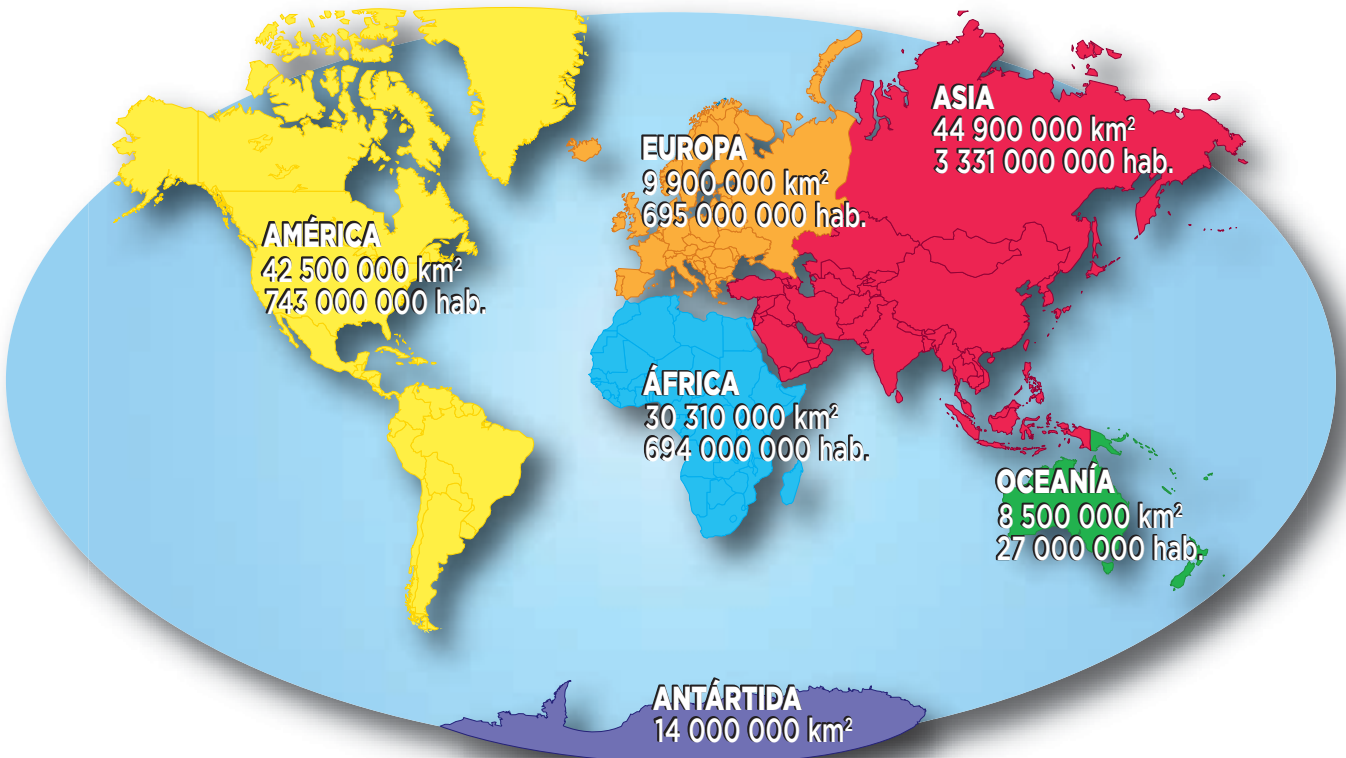 ASIA
44 900 000 km²
3 331 000 000 hab.
EUROPA
9 900 000 km²
695 000 000 hab.
AMÉRICA
42 500 000 km²
743 000 000 hab.
ÁFRICA
30 310 000 km²
694 000 000 hab.
OCEANÍA
8 500 000 km²
27 000 000 hab.
ANTÁRTIDA
14 000 000 km²